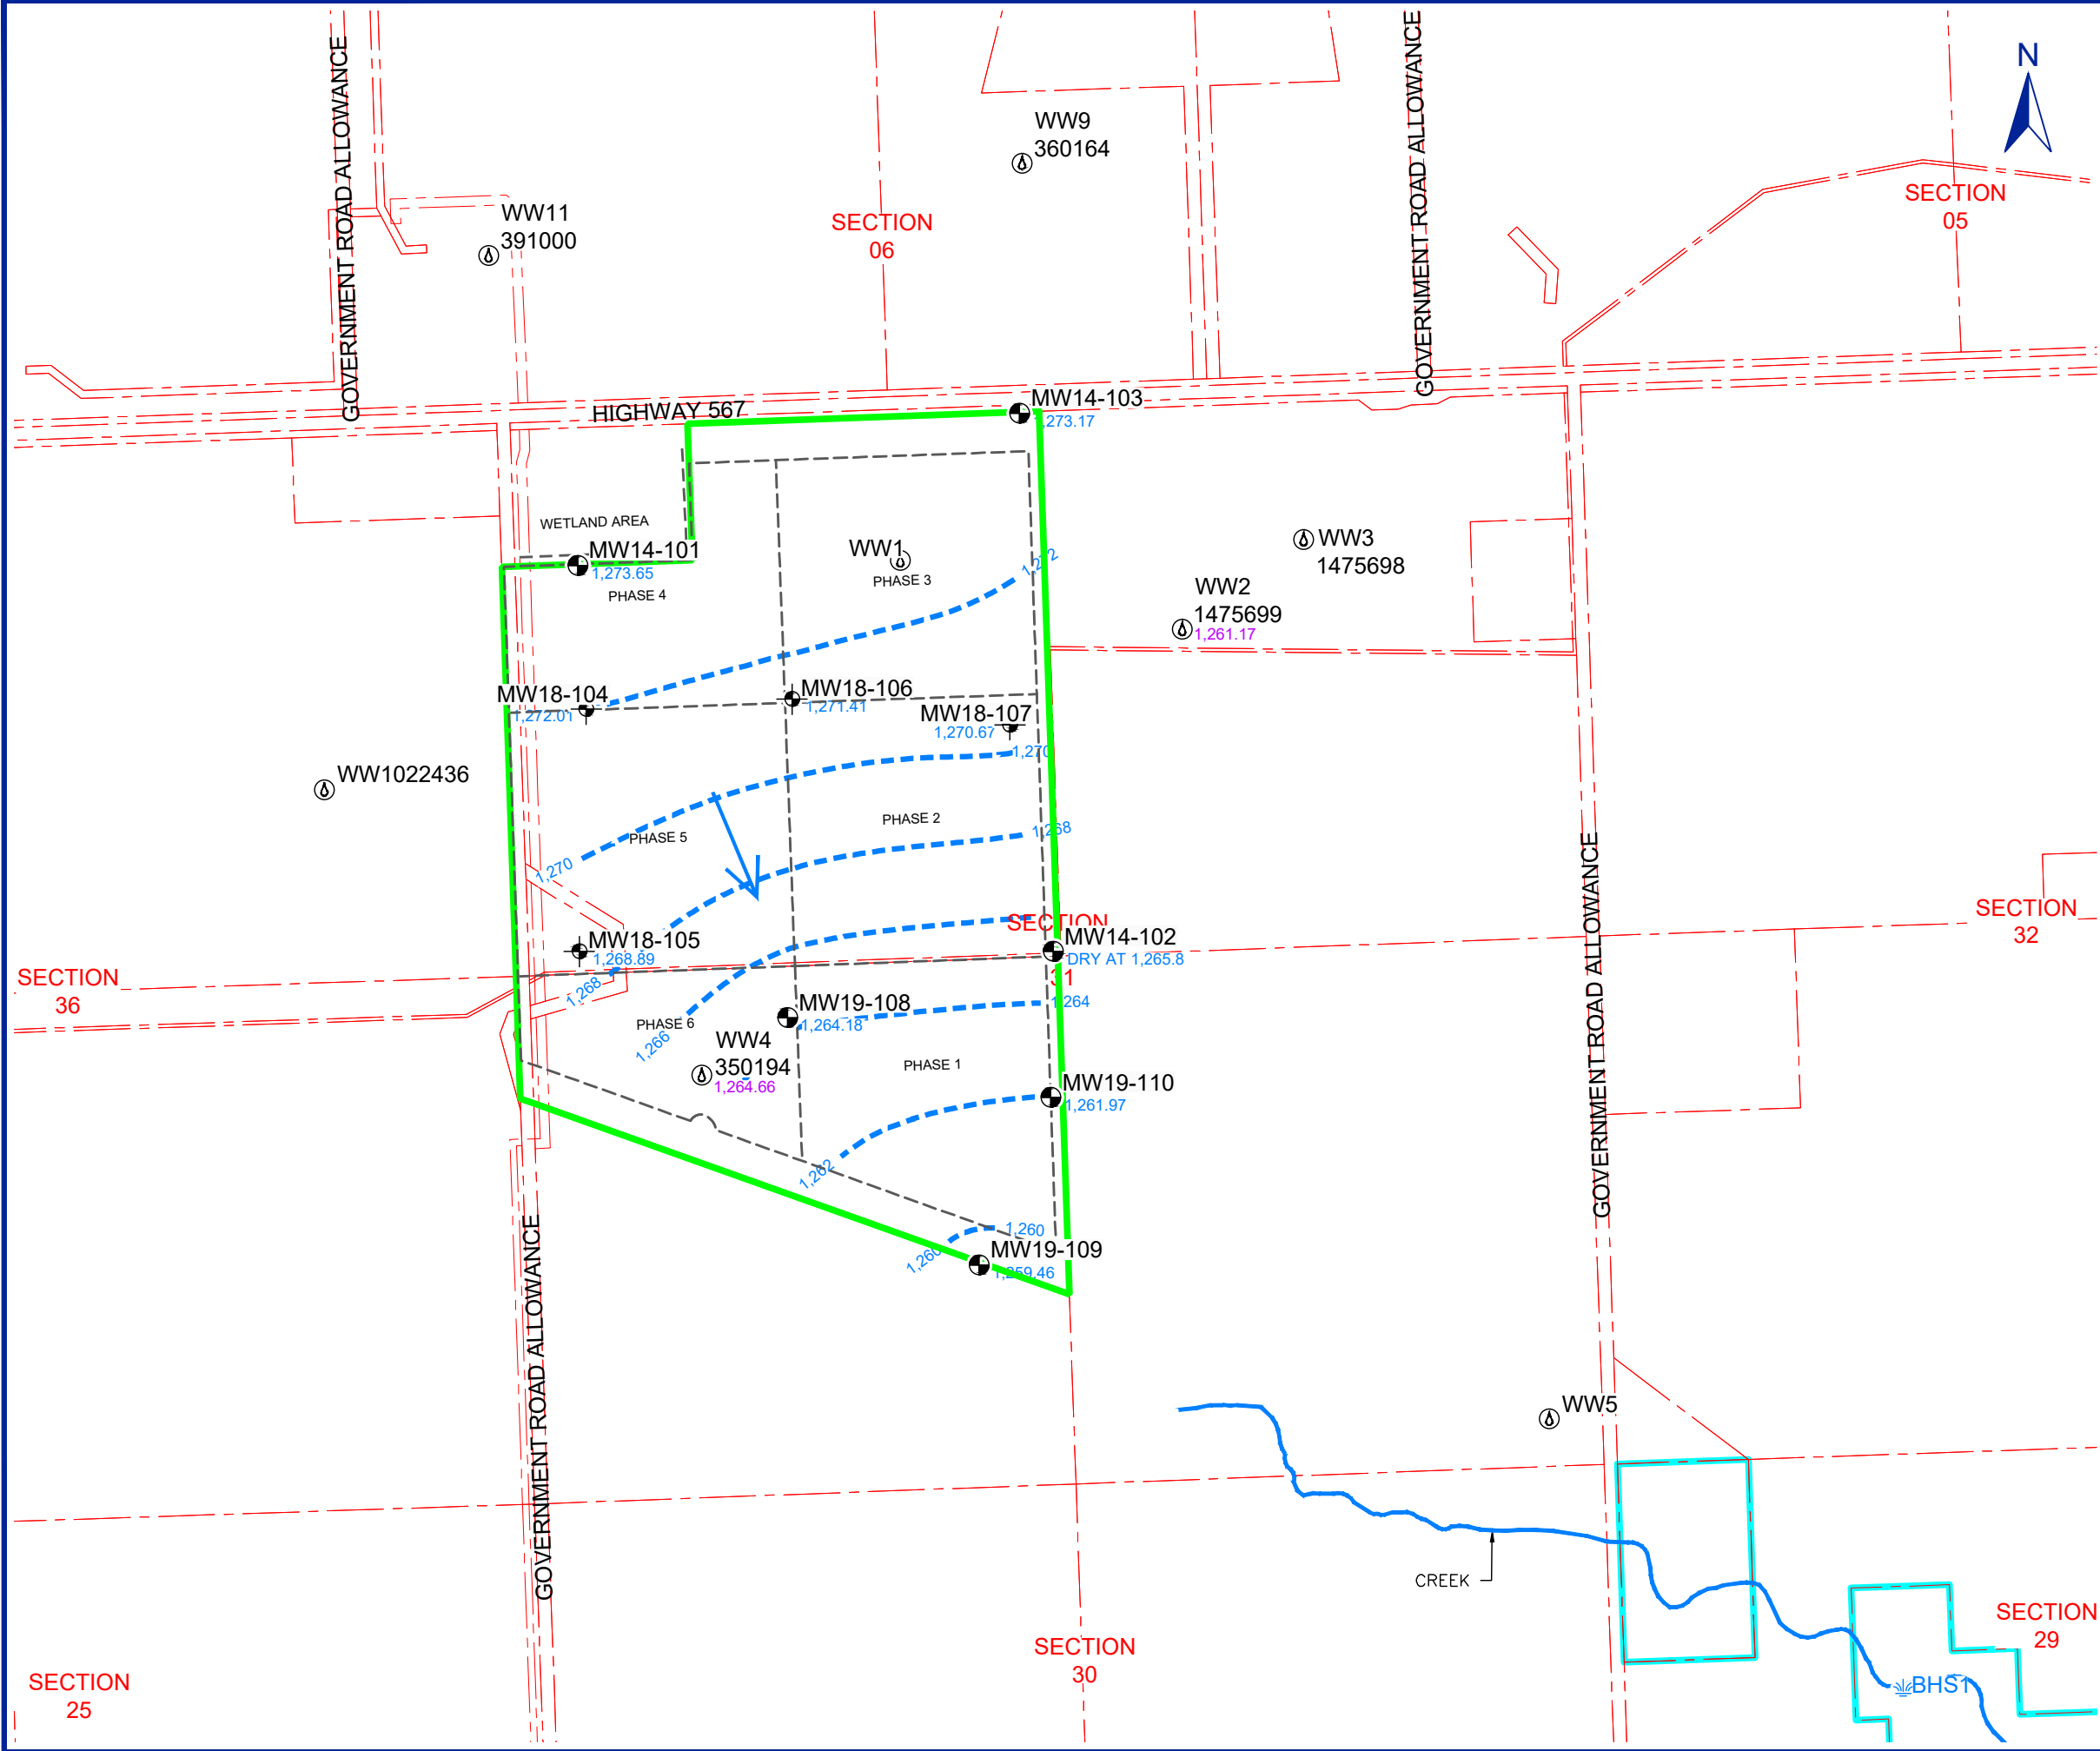 N
GOVERNMENT ROAD ALLOWANCE
GOVERNMENT ROAD ALLOWANCE
WW9
360164
SECTION
05
WW11
391000
SECTION
06
HIGHWAY 567
MW14-103
1,273.17
WETLAND AREA
MW14-101
1,273.65
PHASE 4
WW1
PHASE 3
1,272
WW3
1475698
WW2
1475699
1,261.17
MW18-104
1,272.01
MW18-106
1,271.41
MW18-107
1,270.67
1,270
WW1022436
PHASE 2
1,268
PHASE 5
1,270
GOVERNMENT ROAD ALLOWANCE
SECTION
32
SECTION
31
MW14-102
DRY AT 1,265.8
MW18-105
1,268.89
1,268
SECTION
36
MW19-108
1,264.18
1,264
PHASE 6
1,266
WW4
350194
1,264.66
PHASE 1
MW19-110
1,261.97
1,262
1,260
1,260
MW19-109
1,259.46
GOVERNMENT ROAD ALLOWANCE
WW5
CREEK
SECTION
29
SECTION
30
SECTION
25
BHS1